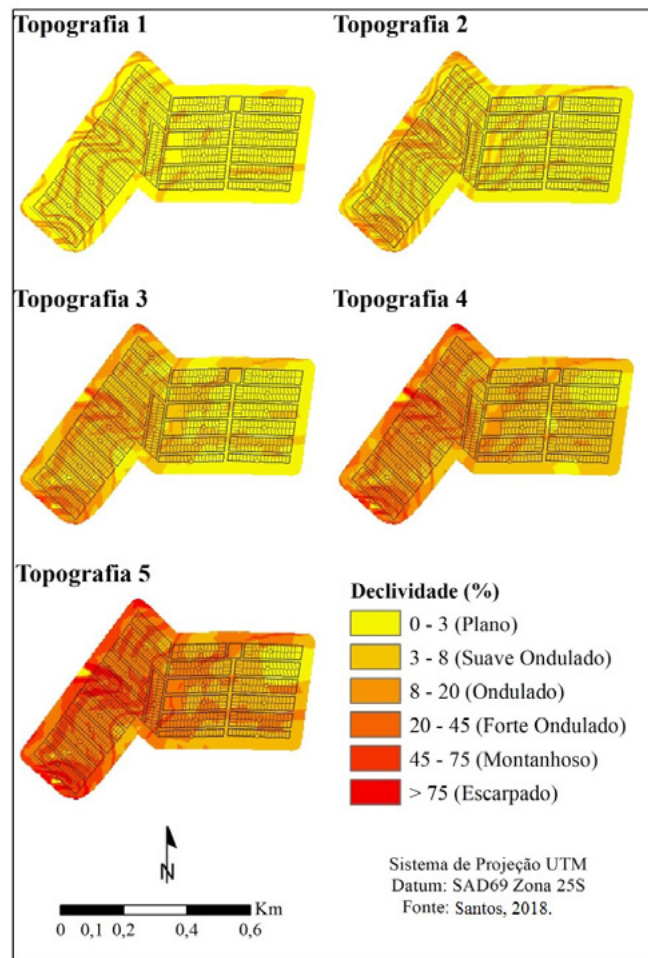 Topografia 1
Topografia 2
Topografia 3
Topografia 4
Topografia 5
Declividade (%)
0 - 3 (Plano)
3 - 8 (Suave Ondulado)
8 - 20 (Ondulado)
20 - 45 (Forte Ondulado)
45 - 75 (Montanhoso)
> 75 (Escarpado)
N
Km
0 0,1 0,2 0,4 0,6
Sistema de Projeção UTM
Datum: SAD69 Zona 25S
Fonte: Santos, 2018.